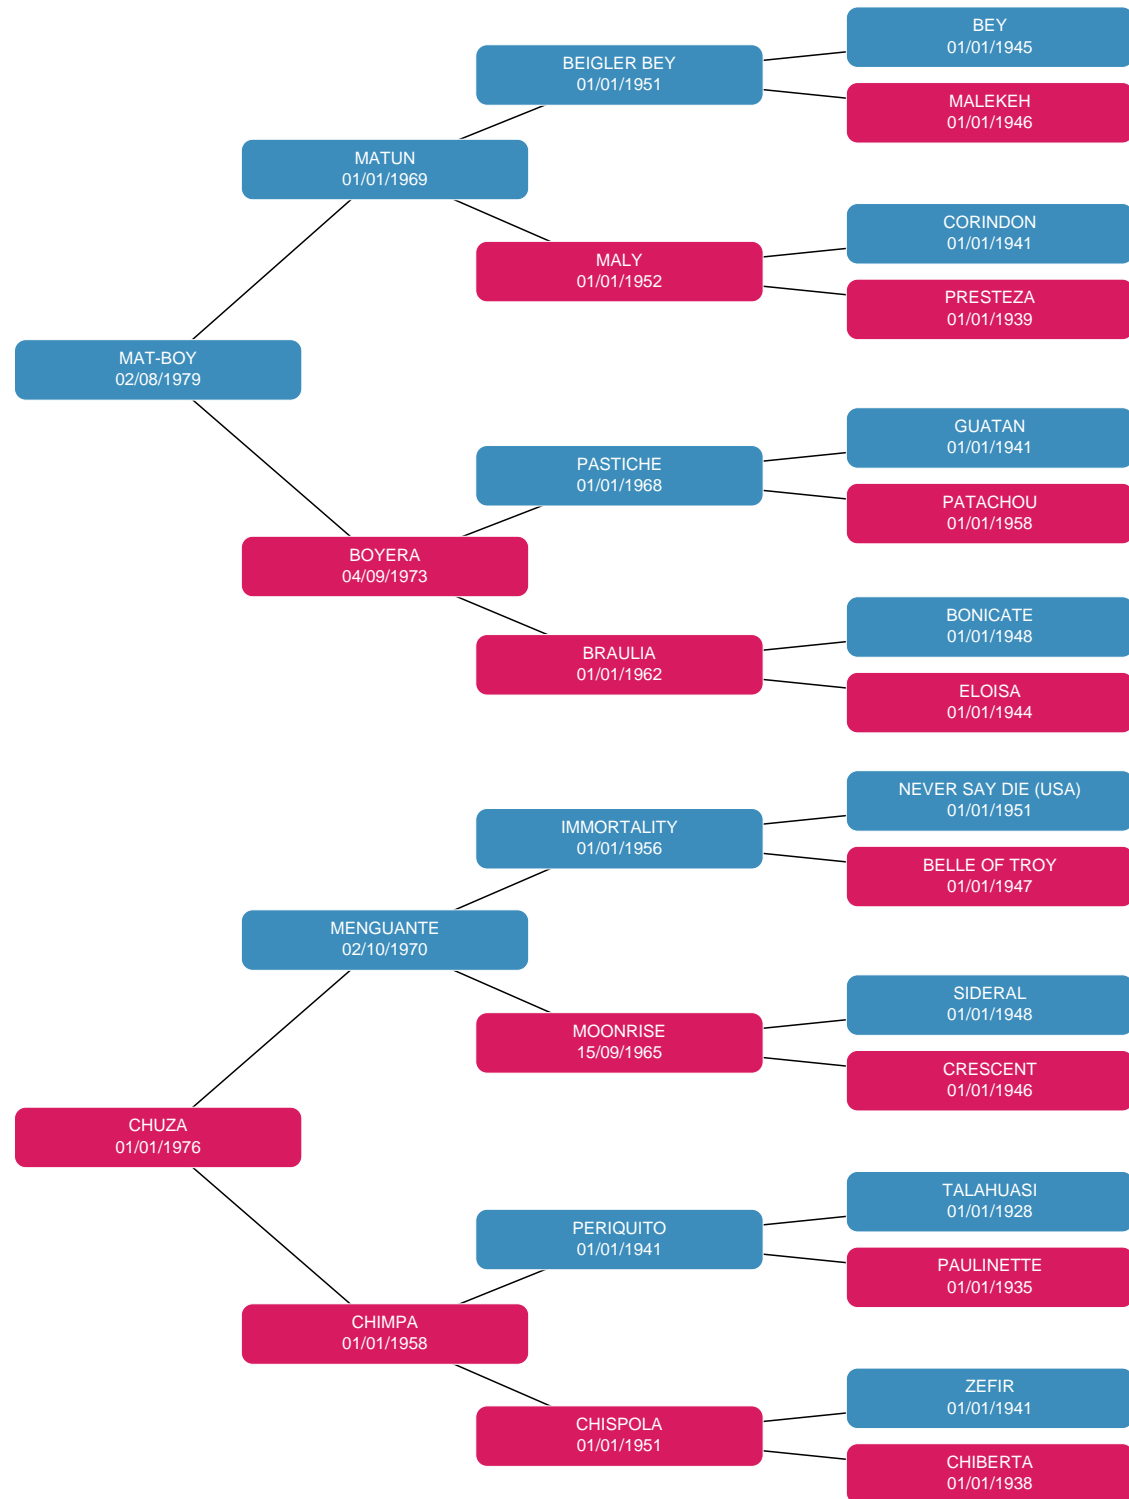 BEY
01/01/1945
BEIGLER BEY
01/01/1951
MALEKEH
01/01/1946
MATUN
01/01/1969
CORINDON
01/01/1941
MALY
01/01/1952
PRESTEZA
01/01/1939
MAT-BOY
02/08/1979
GUATAN
01/01/1941
PASTICHE
01/01/1968
PATACHOU
01/01/1958
BOYERA
04/09/1973
BONICATE
01/01/1948
BRAULIA
01/01/1962
ELOISA
01/01/1944
NEVER SAY DIE (USA)
01/01/1951
IMMORTALITY
01/01/1956
BELLE OF TROY
01/01/1947
MENGUANTE
02/10/1970
SIDERAL
01/01/1948
MOONRISE
15/09/1965
CRESCENT
01/01/1946
CHUZA
01/01/1976
TALAHUASI
01/01/1928
PERIQUITO
01/01/1941
PAULINETTE
01/01/1935
CHIMPA
01/01/1958
ZEFIR
01/01/1941
CHISPOLA
01/01/1951
CHIBERTA
01/01/1938